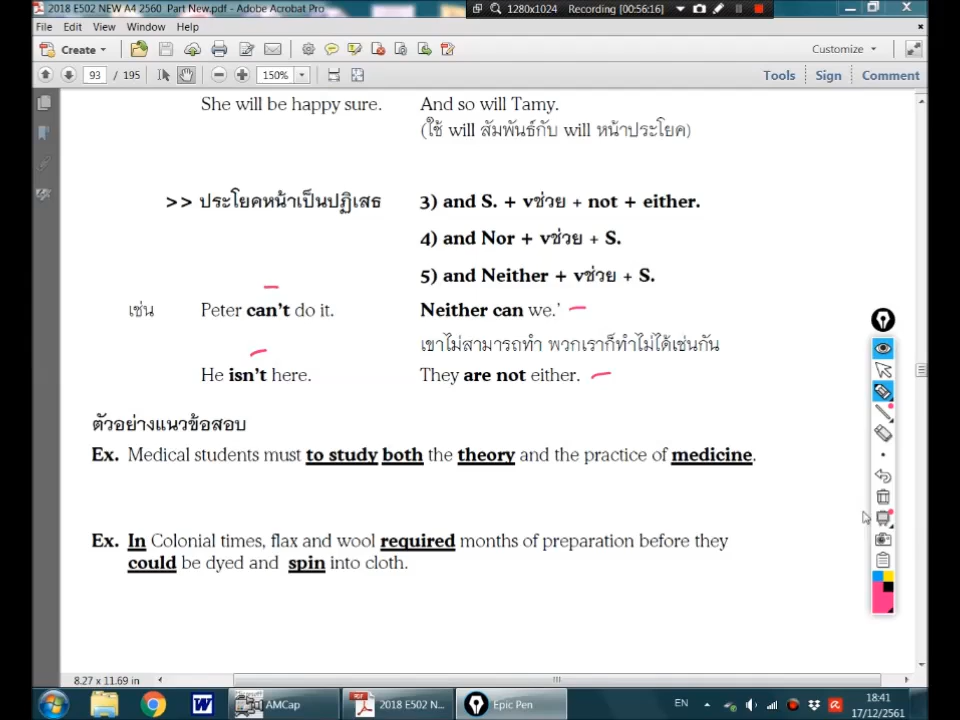 2018 E502 NEW A4 2560 Part New.pdf - Adobe Acrobat Pro
1280x1024 Recording [00:56:16]
File Edit View Window Help
Create Customize
93 / 195 150% Tools Sign Comment
She will be happy sure. And so will Tamy.
(ใช้ will สัมพันธ์กับ will หน้าประโยค)
>> ประโยคหน้าเป็นปฏิเสธ 3) and S. + vช่วย + not + either.
4) and Nor + vช่วย + S.
5) and Neither + vช่วย + S.
เช่น Peter can't do it. Neither can we.'
เขาไม่สามารถทำ พวกเราก็ทำไม่ได้เช่นกัน
He isn't here. They are not either.
ตัวอย่างแนวข้อสอบ
Ex. Medical students must to study both the theory and the practice of medicine.
Ex. In Colonial times, flax and wool required months of preparation before they
could be dyed and spin into cloth.
8.27 x 11.69 in
AMCap 2018 E502 N... Epic Pen EN 18:41
17/12/2561